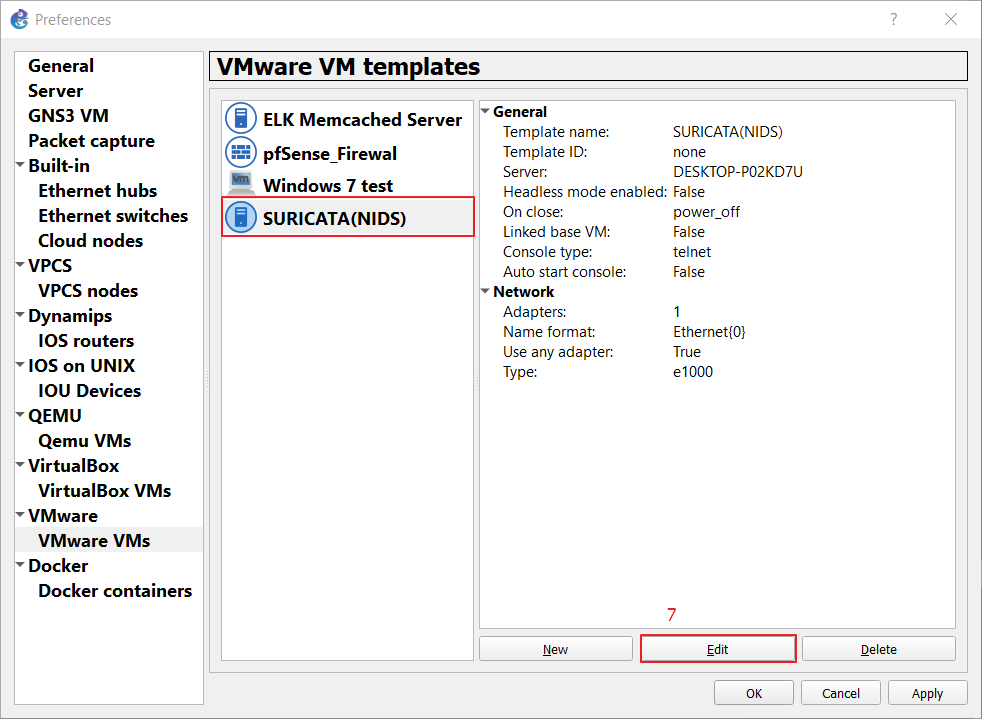 Preferences
?
General
Server
GNS3 VM
Packet capture
Built-in
Ethernet hubs
Ethernet switches
Cloud nodes
VPCS
VPCS nodes
Dynamips
IOS routers
IOS on UNIX
IOU Devices
QEMU
Qemu VMs
VirtualBox
VirtualBox VMs
VMware
VMware VMs
Docker
Docker containers
VMware VM templates
ELK Memcached Server
pfSense_Firewal
vm
Windows 7 test
SURICATA(NIDS)
General
Template name: SURICATA(NIDS)
Template ID: none
Server: DESKTOP-P02KD7U
Headless mode enabled: False
On close: power_off
Linked base VM: False
Console type: telnet
Auto start console: False
Network
Adapters: 1
Name format: Ethernet{0}
Use any adapter: True
Type: e1000
7
New Edit Delete
OK Cancel Apply